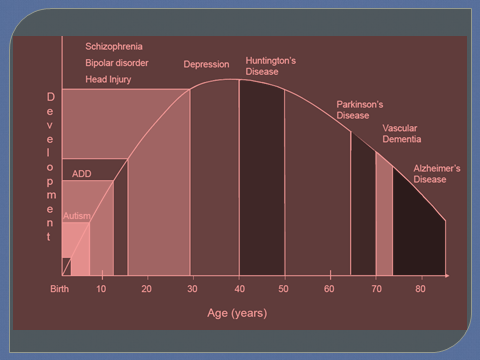 Schizophrenia
Bipolar disorder
Head Injury
Depression
Huntington's
Disease
Parkinson's
Disease
Vascular
Dementia
Alzheimer's
Disease
ADD
Autism
Development
Birth 10 20 30 40 50 60 70 80
Age (years)